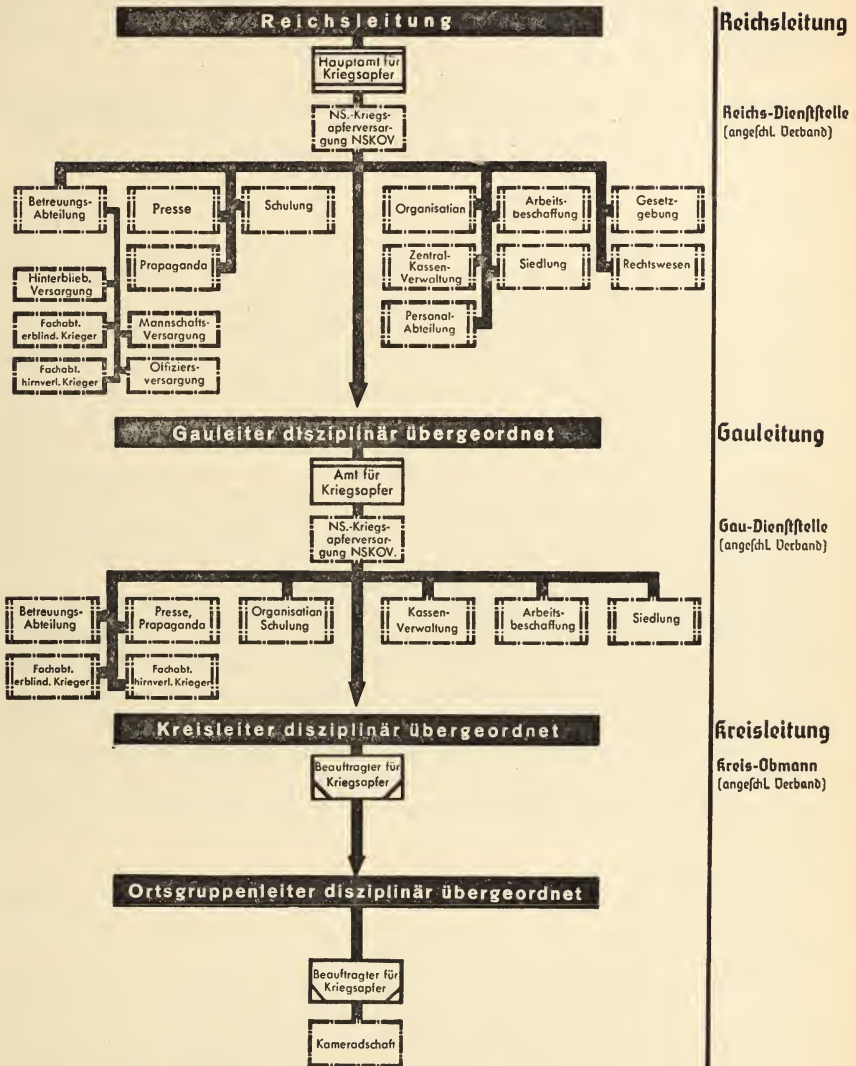 Reichsleitung
Reichsleitung
Hauptamt für
Kriegsopfer
NS.-Kriegs-
opferversor-
gung NSKOV.
Reichs-Dienststelle
(angeschl. Verband)
Betreuungs-
Abteilung
Presse
Schulung
Organisation
Arbeits-
beschaffung
Gesetz-
gebung
Propaganda
Zentral-
Kassen-
Verwaltung
Siedlung
Rechtswesen
Hinterblieb.
Versorgung
Personal-
Abteilung
Fachabt.
erblind. Krieger
Mannschafts-
Versorgung
Fachabt.
hirnverl. Krieger
Offiziers-
versorgung
Gauleiter disziplinär übergeordnet
Gauleitung
Amt für
Kriegsopfer
NS.-Kriegs-
opferversor-
gung NSKOV.
Gau-Dienststelle
(angeschl. Verband)
Betreuungs-
Abteilung
Presse,
Propaganda
Organisation
Schulung
Kassen-
Verwaltung
Arbeits-
beschaffung
Siedlung
Fachabt.
erblind. Krieger
Fachabt.
hirnverl. Krieger
Kreisleiter disziplinär übergeordnet
Kreisleitung
Beauftragter für
Kriegsopfer
Kreis-Obmann
(angeschl. Verband)
Ortsgruppenleiter disziplinär übergeordnet
Beauftragter für
Kriegsopfer
Kameradschaft